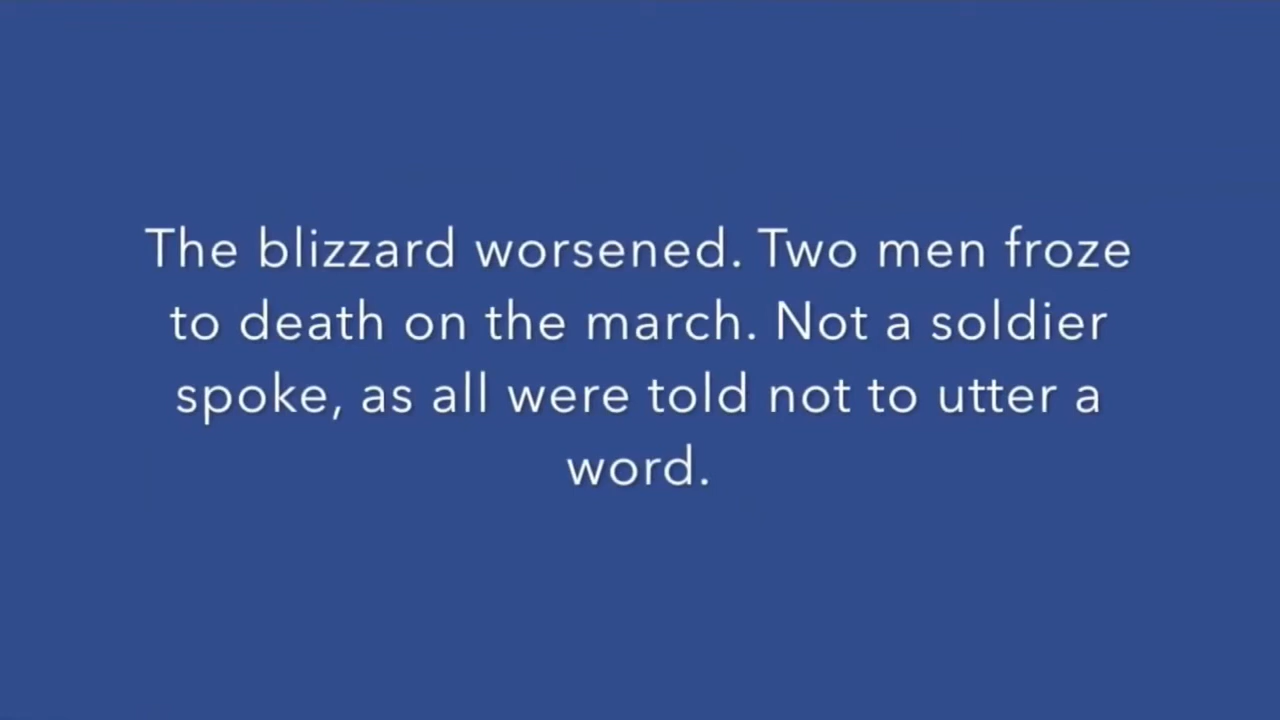 The blizzard worsened. Two men froze
to death on the march. Not a soldier
spoke, as all were told not to utter a
word.